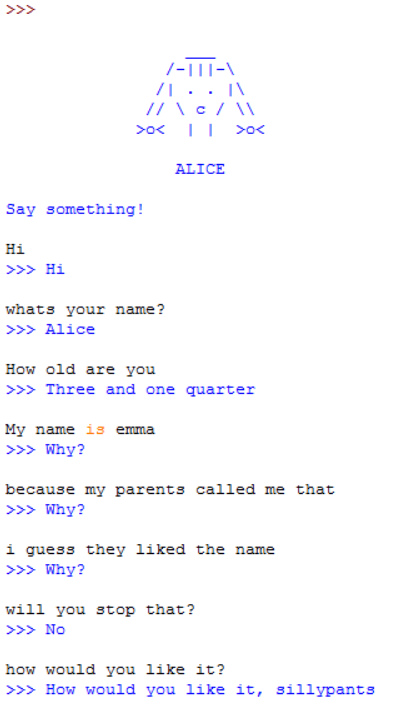 >>>
___
/-|||-\
/| . . |\
// \ c / \\
>o<  | |  >o<
ALICE
Say something!
Hi
>>> Hi
whats your name?
>>> Alice
How old are you
>>> Three and one quarter
My name is emma
>>> Why?
because my parents called me that
>>> Why?
i guess they liked the name
>>> Why?
will you stop that?
>>> No
how would you like it?
>>> How would you like it, sillypants